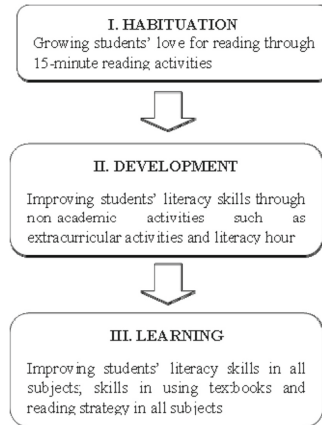 I. HABITUATION
Growing students' love for reading through
15-minute reading activities
II. DEVELOPMENT
Improving students' literacy skills through
non academic activities such as
extracurricular activities and literacy hour
III. LEARNING
Improving students' literacy skills in all
subjects; skills in using textbooks and
reading strategy in all subjects